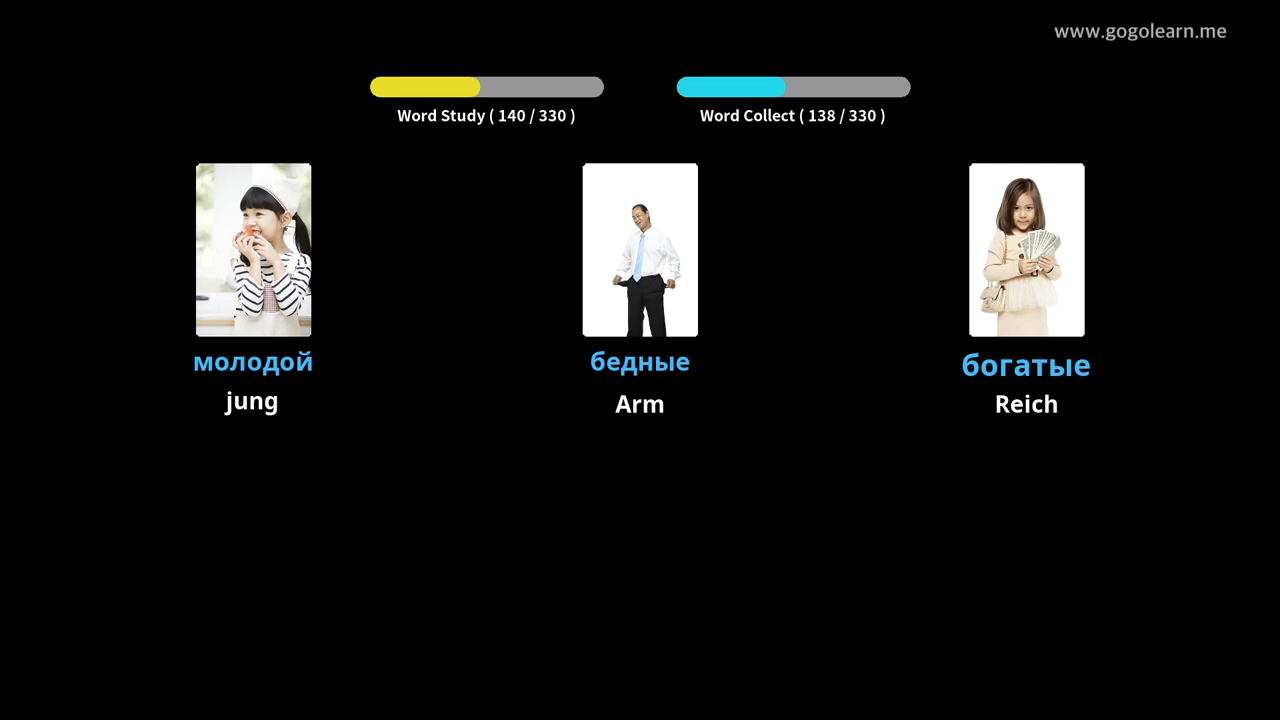 www.gogolearn.me
Word Study ( 140 / 330 )
Word Collect ( 138 / 330 )
молодой
jung
бедные
Arm
богатые
Reich